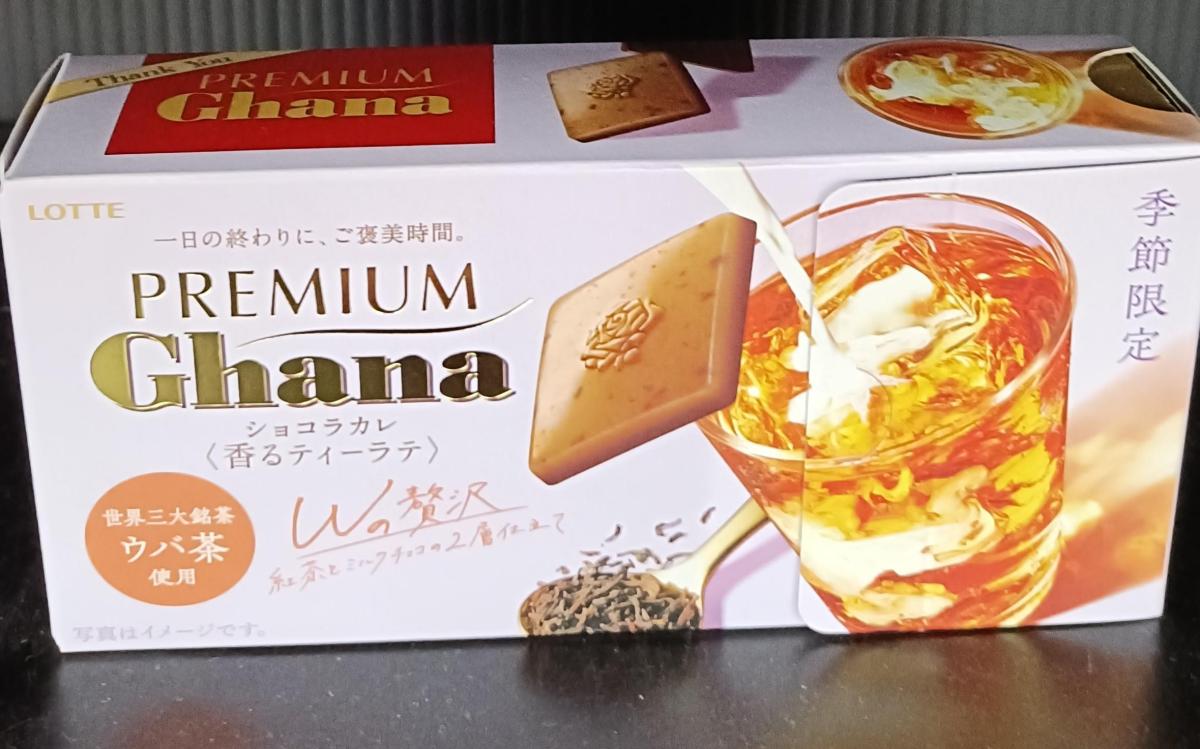 Thank You
PREMIUM
Ghana
LOTTE
一日の終わりに、ご褒美時間。
PREMIUM
Ghana
ショコラカレ
〈香るティーラテ〉
世界三大銘茶
ウバ茶
使用
Wの贅沢
紅茶とミルクチョコの2層仕立て
写真はイメージです。
季節限定